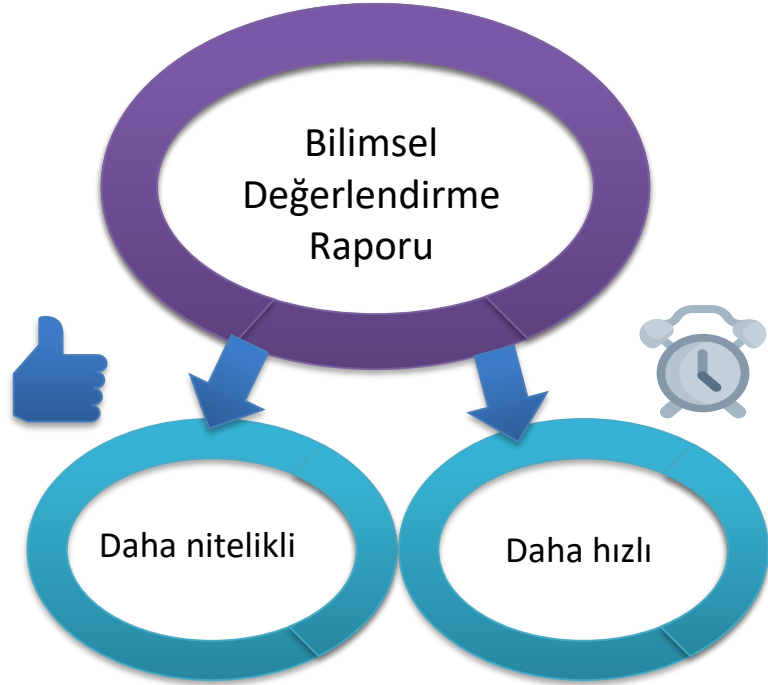 Bilimsel
Değerlendirme
Raporu
Daha nitelikli
Daha hızlı